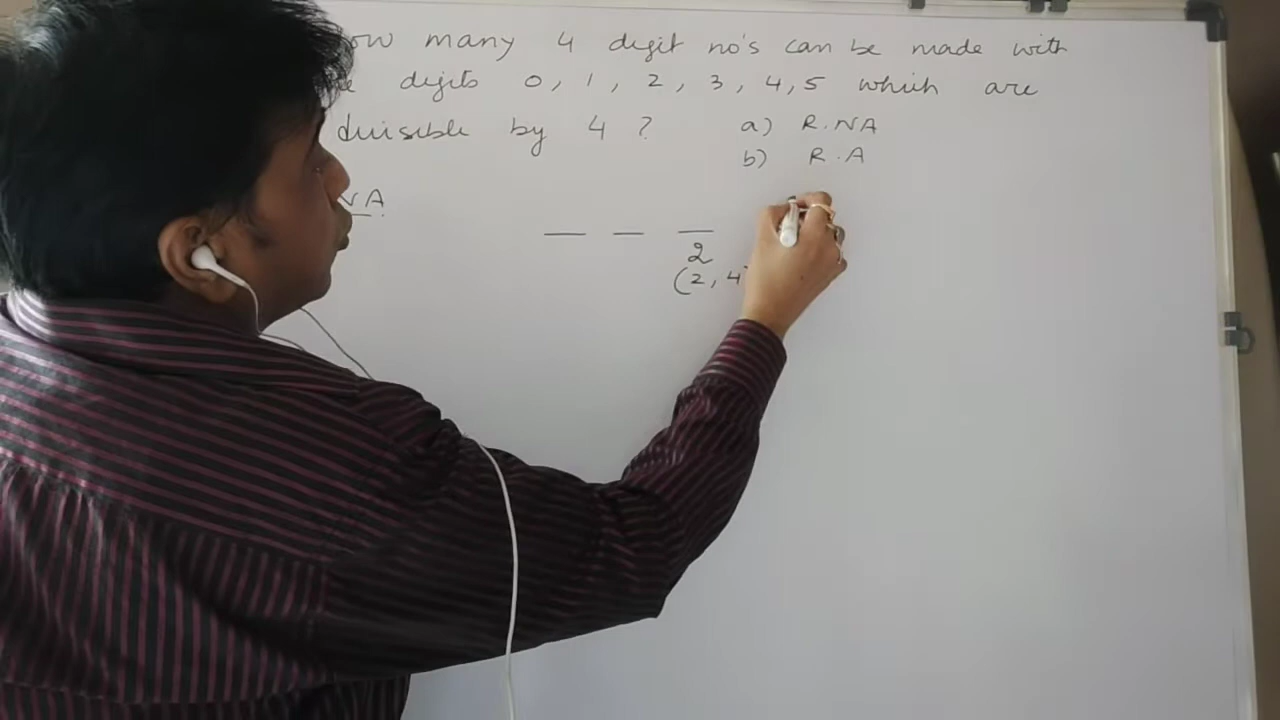 how many 4 digit no's can be made with
digits 0, 1, 2, 3, 4, 5 which are
divisible by 4 ?
a) R.NA
b) R.A
NA
2
(2, 4